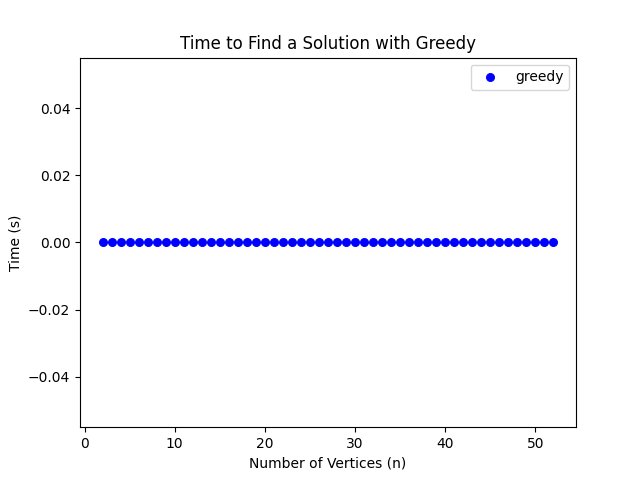 Time to Find a Solution with Greedy
greedy
0.04
0.02
0.00
−0.02
−0.04
Time (s)
0 10 20 30 40 50
Number of Vertices (n)